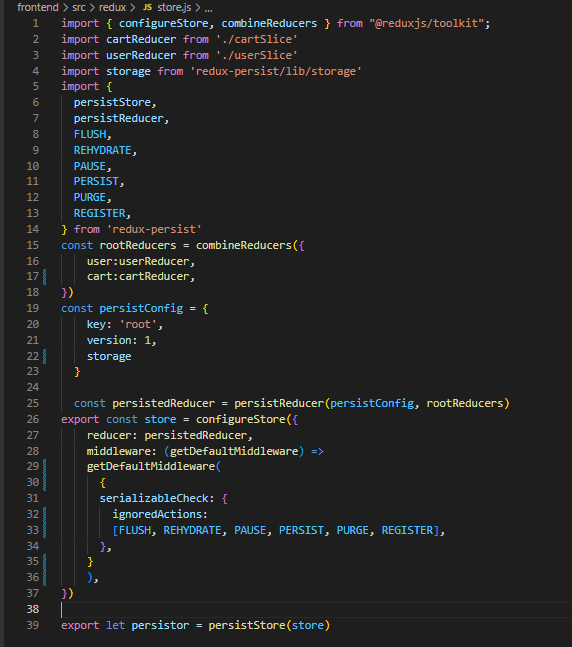 frontend > src > redux > JS store.js > ...
1 import { configureStore, combineReducers } from "@reduxjs/toolkit";
2 import cartReducer from './cartSlice'
3 import userReducer from './userSlice'
4 import storage from 'redux-persist/lib/storage'
5 import {
6   persistStore,
7   persistReducer,
8   FLUSH,
9   REHYDRATE,
10   PAUSE,
11   PERSIST,
12   PURGE,
13   REGISTER,
14 } from 'redux-persist'
15 const rootReducers = combineReducers({
16     user:userReducer,
17     cart:cartReducer,
18 })
19 const persistConfig = {
20     key: 'root',
21     version: 1,
22     storage
23   }
24
25   const persistedReducer = persistReducer(persistConfig, rootReducers)
26 export const store = configureStore({
27     reducer: persistedReducer,
28     middleware: (getDefaultMiddleware) =>
29     getDefaultMiddleware(
30       {
31       serializableCheck: {
32         ignoredActions:
33         [FLUSH, REHYDRATE, PAUSE, PERSIST, PURGE, REGISTER],
34       },
35     }
36     ),
37 })
38
39 export let persistor = persistStore(store)